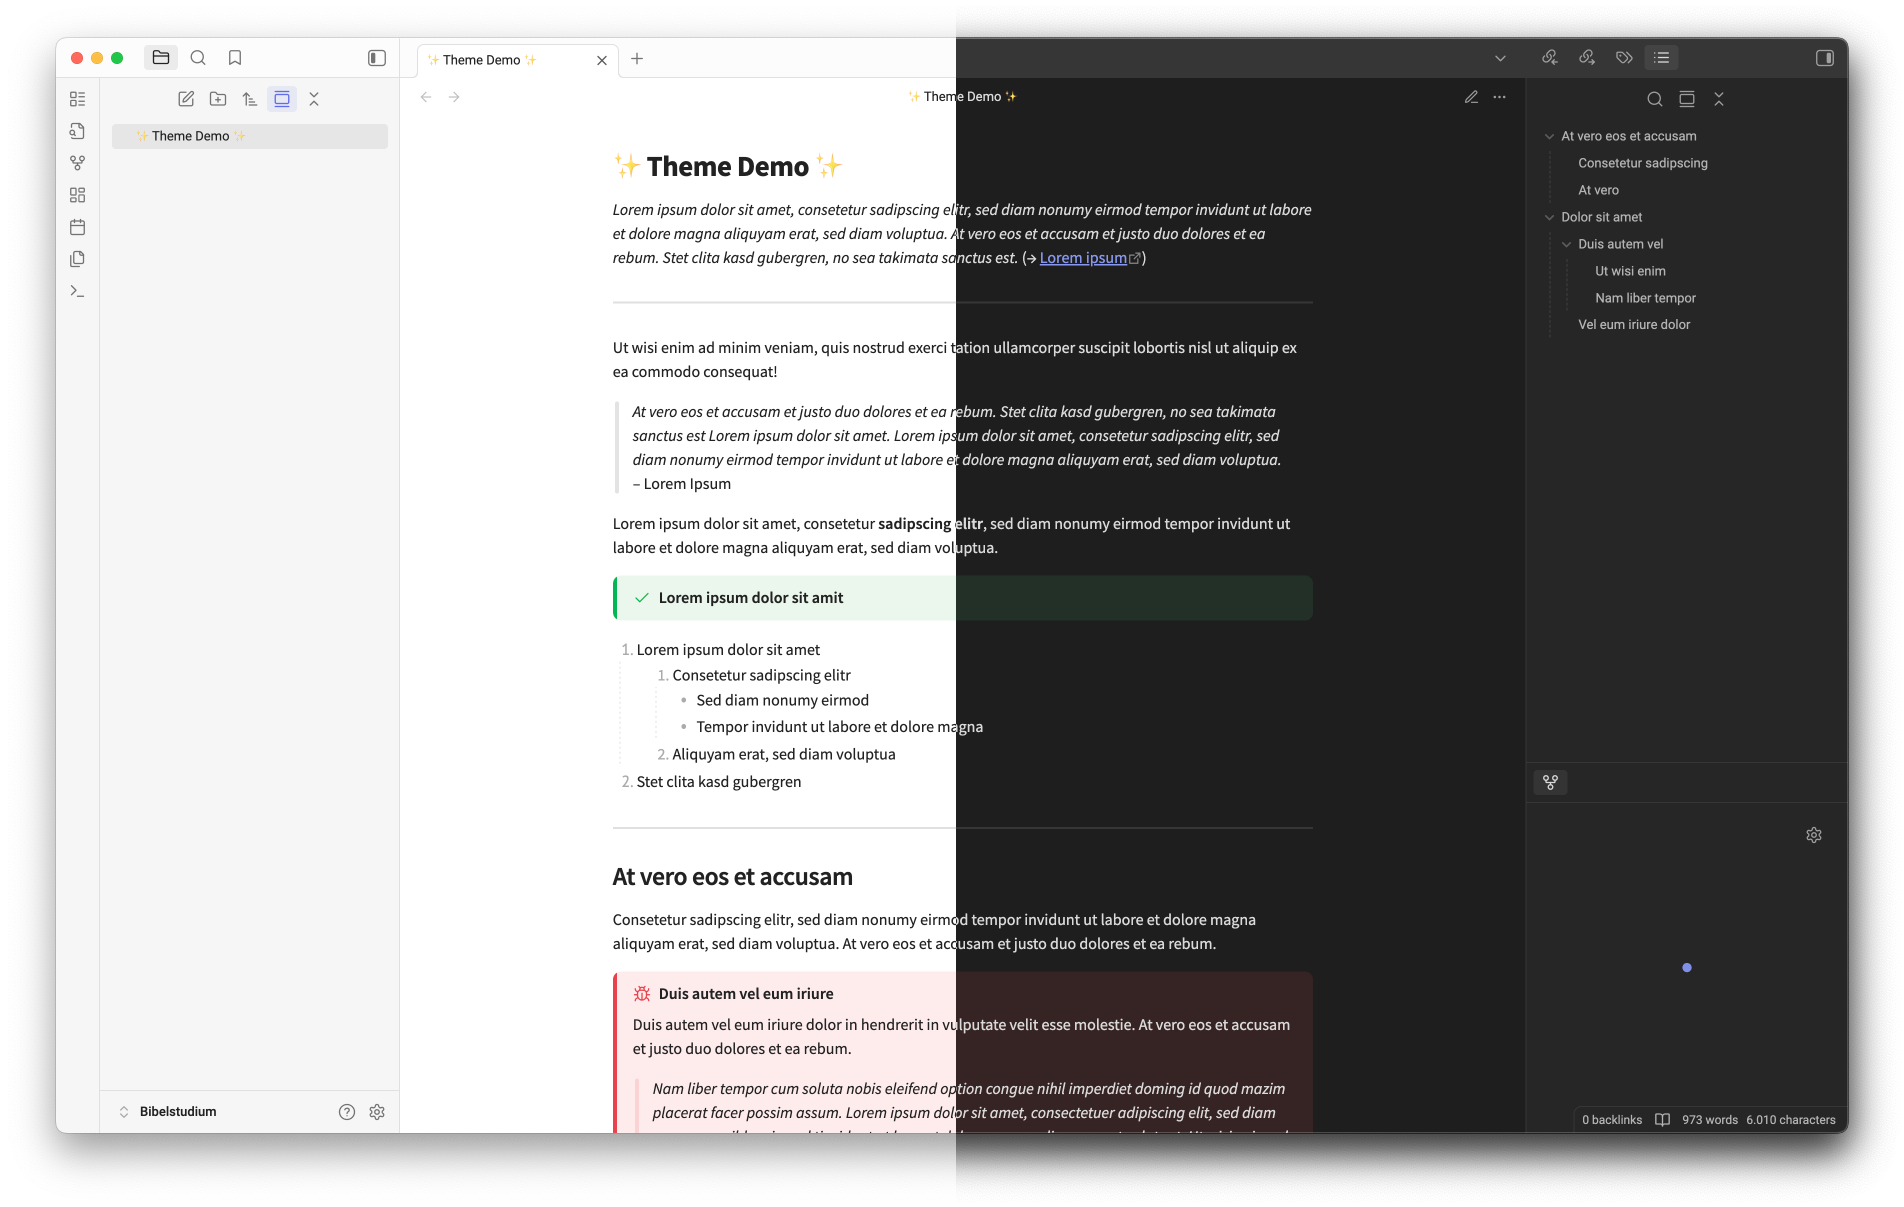 ✨ Theme Demo ✨
✨ Theme Demo ✨
✨ Theme Demo ✨
Bibelstudium
✨ Theme Demo ✨
Lorem ipsum dolor sit amet, consetetur sadipscing elitr, sed diam nonumy eirmod tempor invidunt ut labore
et dolore magna aliquyam erat, sed diam voluptua. At vero eos et accusam et justo duo dolores et ea
rebum. Stet clita kasd gubergren, no sea takimata sanctus est. (→ Lorem ipsum)
Ut wisi enim ad minim veniam, quis nostrud exerci tation ullamcorper suscipit lobortis nisl ut aliquip ex
ea commodo consequat!
At vero eos et accusam et justo duo dolores et ea rebum. Stet clita kasd gubergren, no sea takimata
sanctus est Lorem ipsum dolor sit amet. Lorem ipsum dolor sit amet, consetetur sadipscing elitr, sed
diam nonumy eirmod tempor invidunt ut labore et dolore magna aliquyam erat, sed diam voluptua.
– Lorem Ipsum
Lorem ipsum dolor sit amet, consetetur sadipscing elitr, sed diam nonumy eirmod tempor invidunt ut
labore et dolore magna aliquyam erat, sed diam voluptua.
Lorem ipsum dolor sit amit
1. Lorem ipsum dolor sit amet
1. Consetetur sadipscing elitr
• Sed diam nonumy eirmod
• Tempor invidunt ut labore et dolore magna
2. Aliquyam erat, sed diam voluptua
2. Stet clita kasd gubergren
At vero eos et accusam
Consetetur sadipscing elitr, sed diam nonumy eirmod tempor invidunt ut labore et dolore magna
aliquyam erat, sed diam voluptua. At vero eos et accusam et justo duo dolores et ea rebum.
Duis autem vel eum iriure
Duis autem vel eum iriure dolor in hendrerit in vulputate velit esse molestie. At vero eos et accusam
et justo duo dolores et ea rebum.
Nam liber tempor cum soluta nobis eleifend option congue nihil imperdiet doming id quod mazim
placerat facer possim assum. Lorem ipsum dolor sit amet, consectetuer adipiscing elit, sed diam
At vero eos et accusam
Consetetur sadipscing
At vero
Dolor sit amet
Duis autem vel
Ut wisi enim
Nam liber tempor
Vel eum iriure dolor
0 backlinks 973 words 6.010 characters